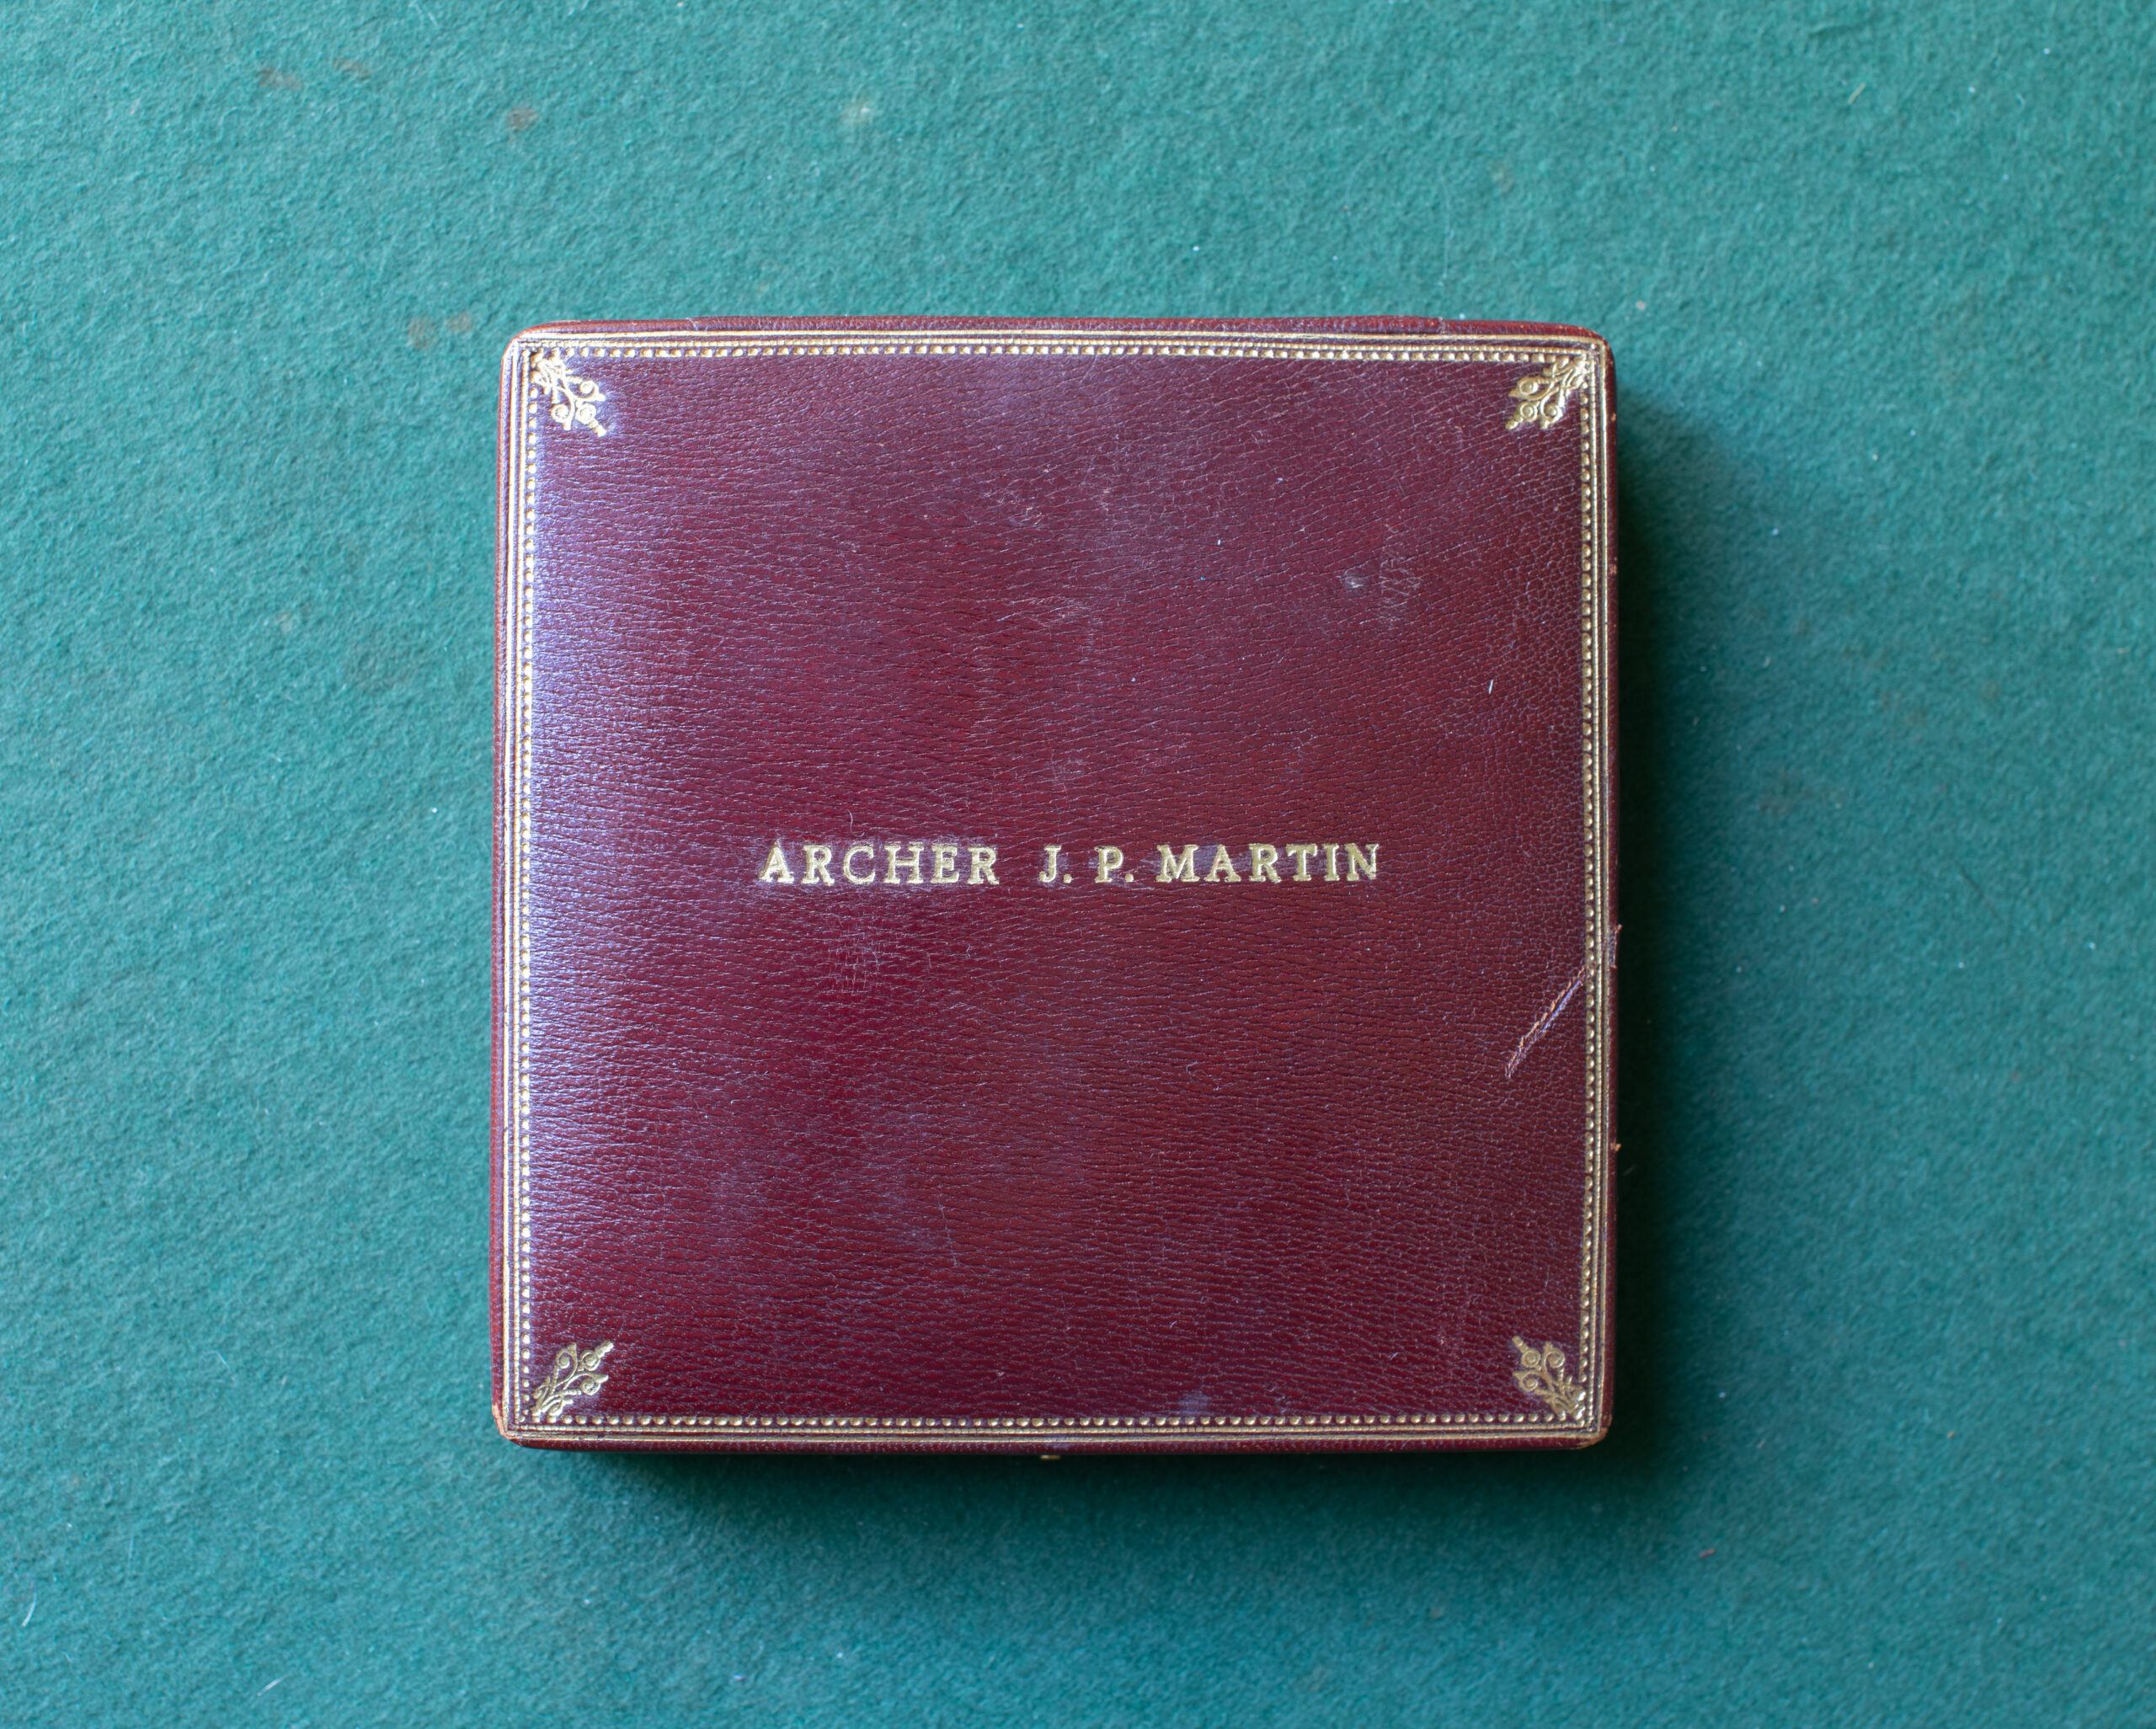 ARCHER J. P. MARTIN